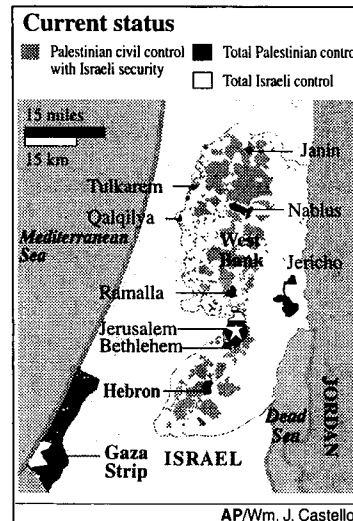 Current status
Palestinian civil control
with Israeli security
Total Palestinian control
Total Israeli control
15 miles
15 km
Janin
Tulkarem
Nablus
Qalqilya
Mediterranean
Sea
West
Bank
Jericho
Ramalla
Jerusalem
Bethlehem
Hebron
Dead
Sea
JORDAN
Gaza
Strip
ISRAEL
AP/Wm. J. Castello